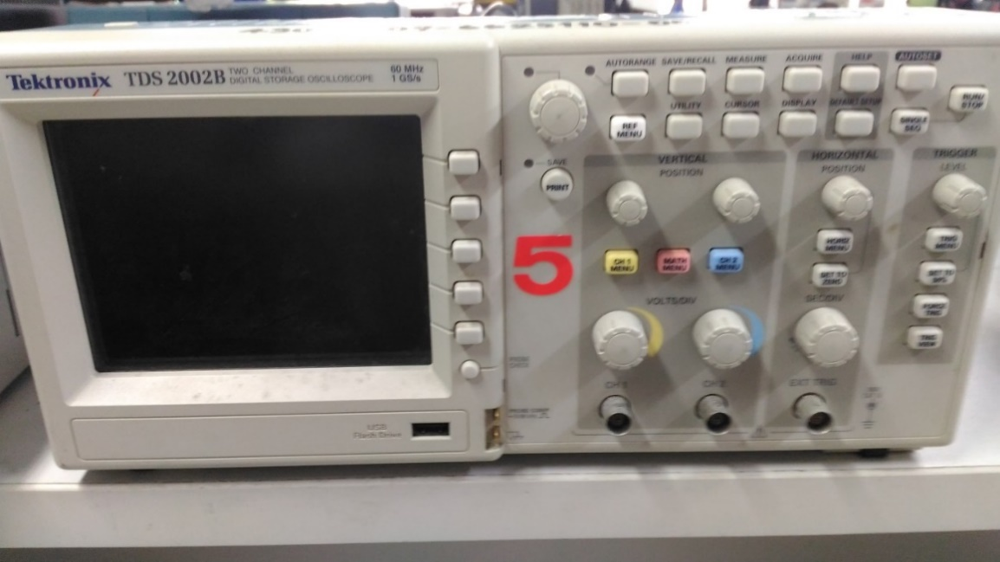 Tektronix TDS 2002B TWO CHANNEL DIGITAL STORAGE OSCILLOSCOPE
60 MHz
1 GS/s
AUTORANGE SAVE/RECALL MEASURE ACQUIRE HELP AUTOSET
RUN/
STOP
UTILITY CURSOR DISPLAY DEFAULT SETUP
REF
MENU
SINGLE
SEQ
SAVE
PRINT
VERTICAL
POSITION
HORIZONTAL
POSITION
TRIGGER
LEVEL
5
CH 1
MENU
MATH
MENU
CH 2
MENU
HORIZ
MENU
SET TO
ZERO
TRIG
MENU
SET TO
FORCE
TRIG
TRIG
VIEW
VOLTS/DIV
SEC/DIV
CH 1
CH 2
EXT TRIG
USB
Flash Drive
PROBE COMP